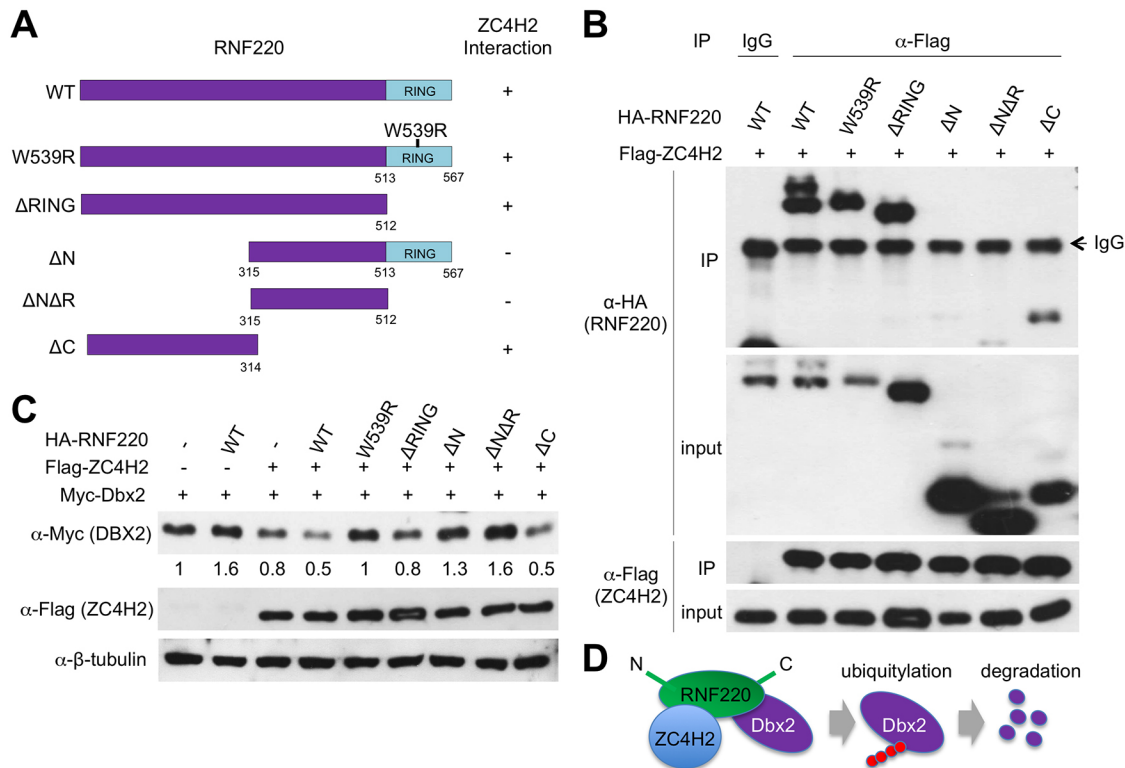 A
RNF220
ZC4H2
Interaction
WT
RING
+
W539R
W539R
RING
+
513
567
ΔRING
+
512
ΔN
RING
-
315
513
567
ΔNΔR
-
315
512
ΔC
+
314
B
IP
IgG
α-Flag
HA-RNF220
WT
WT
W539R
ΔRING
ΔN
ΔNΔR
ΔC
Flag-ZC4H2
+ + + + + + +
IgG
IP
α-HA
(RNF220)
input
α-Flag
(ZC4H2)
IP
input
C
HA-RNF220
- WT - WT W539R ΔRING ΔN ΔNΔR ΔC
Flag-ZC4H2
- - + + + + + + +
Myc-Dbx2
+ + + + + + + + +
α-Myc (DBX2)
1 1.6 0.8 0.5 1 0.8 1.3 1.6 0.5
α-Flag (ZC4H2)
α-β-tubulin
D
N
C
RNF220
ZC4H2
Dbx2
ubiquitylation
Dbx2
degradation